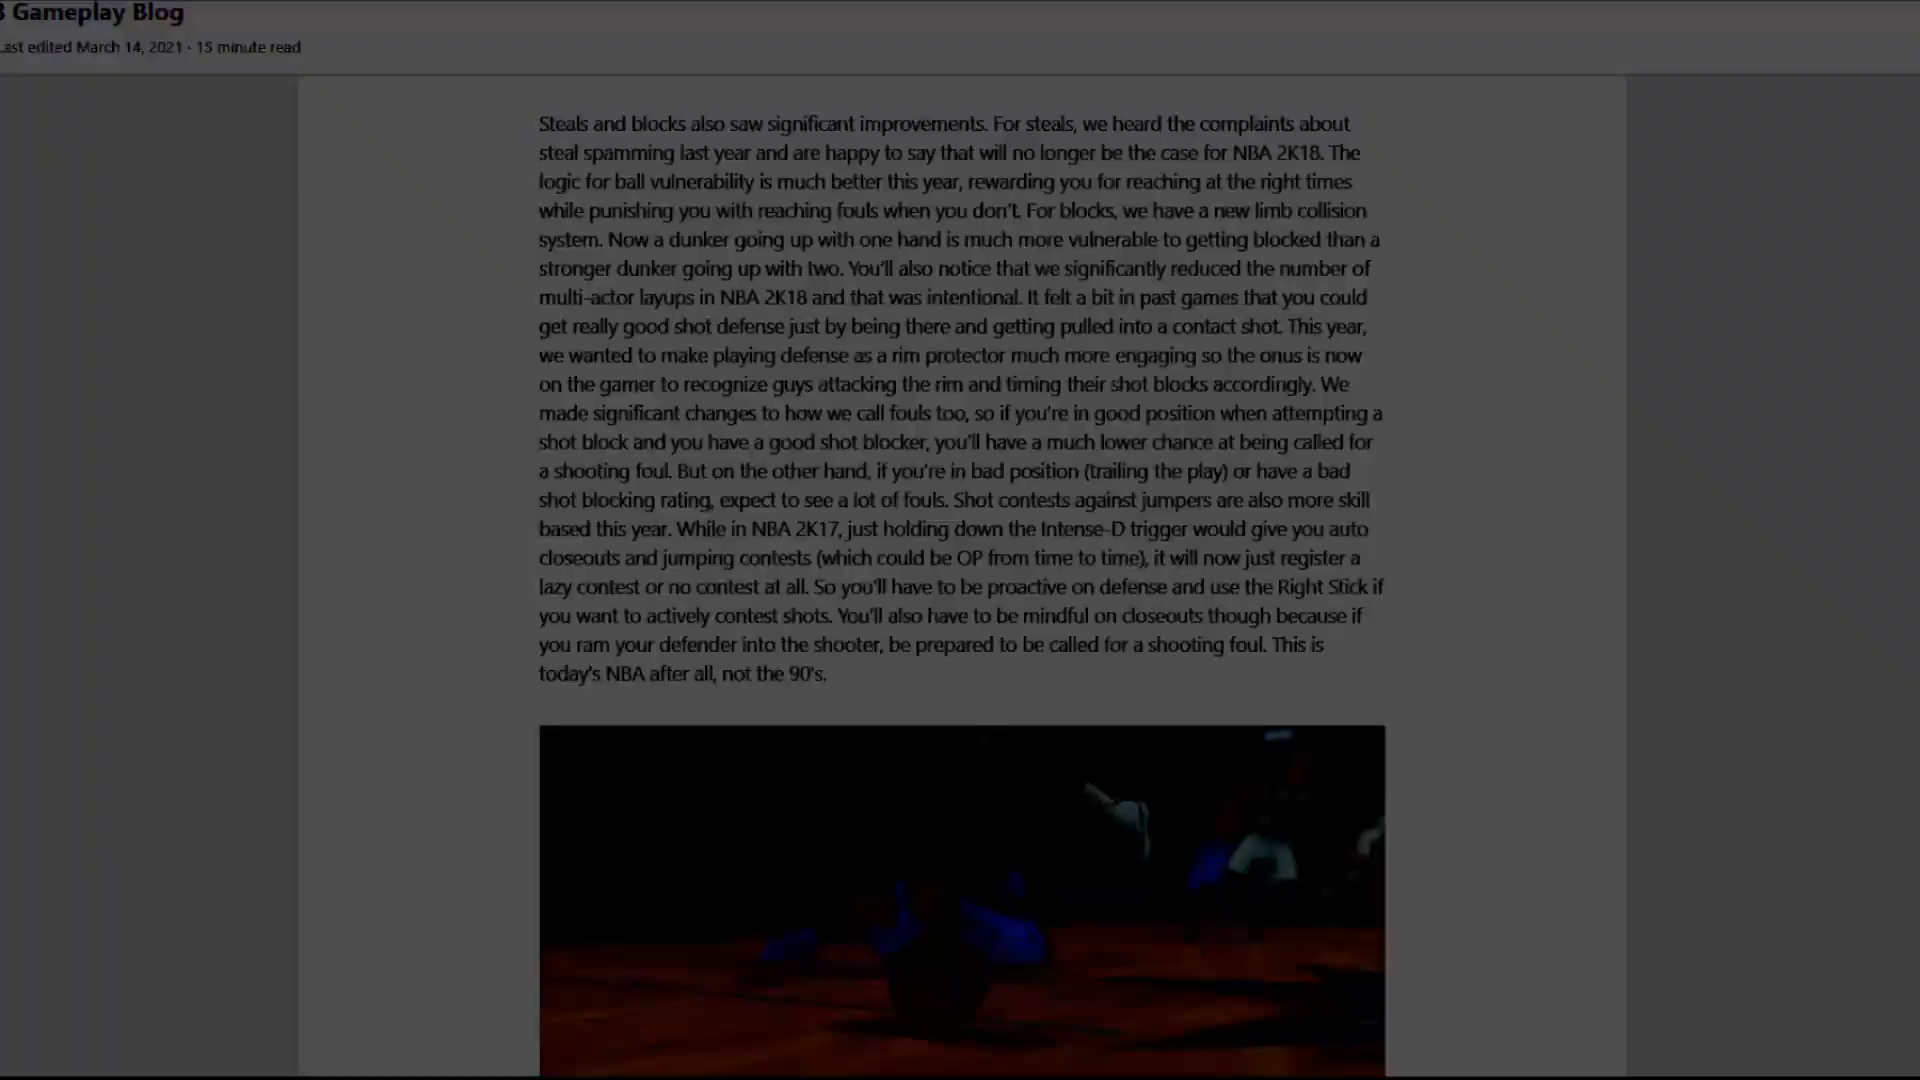 Gameplay Blog
Last edited March 14, 2021 · 15 minute read
Steals and blocks also saw significant improvements. For steals, we heard the complaints about
steal spamming last year and are happy to say that will no longer be the case for NBA 2K18. The
logic for ball vulnerability is much better this year, rewarding you for reaching at the right times
while punishing you with reaching fouls when you don't. For blocks, we have a new limb collision
system. Now a dunker going up with one hand is much more vulnerable to getting blocked than a
stronger dunker going up with two. You'll also notice that we significantly reduced the number of
multi-actor layups in NBA 2K18 and that was intentional. It felt a bit in past games that you could
get really good shot defense just by being there and getting pulled into a contact shot. This year,
we wanted to make playing defense as a rim protector much more engaging so the onus is now
on the gamer to recognize guys attacking the rim and timing their shot blocks accordingly. We
made significant changes to how we call fouls too, so if you're in good position when attempting a
shot block and you have a good shot blocker, you'll have a much lower chance at being called for
a shooting foul. But on the other hand, if you're in bad position (trailing the play) or have a bad
shot blocking rating, expect to see a lot of fouls. Shot contests against jumpers are also more skill
based this year. While in NBA 2K17, just holding down the Intense-D trigger would give you auto
closeouts and jumping contests (which could be OP from time to time), it will now just register a
lazy contest or no contest at all. So you'll have to be proactive on defense and use the Right Stick if
you want to actively contest shots. You'll also have to be mindful on closeouts though because if
you ram your defender into the shooter, be prepared to be called for a shooting foul. This is
today's NBA after all, not the 90's.